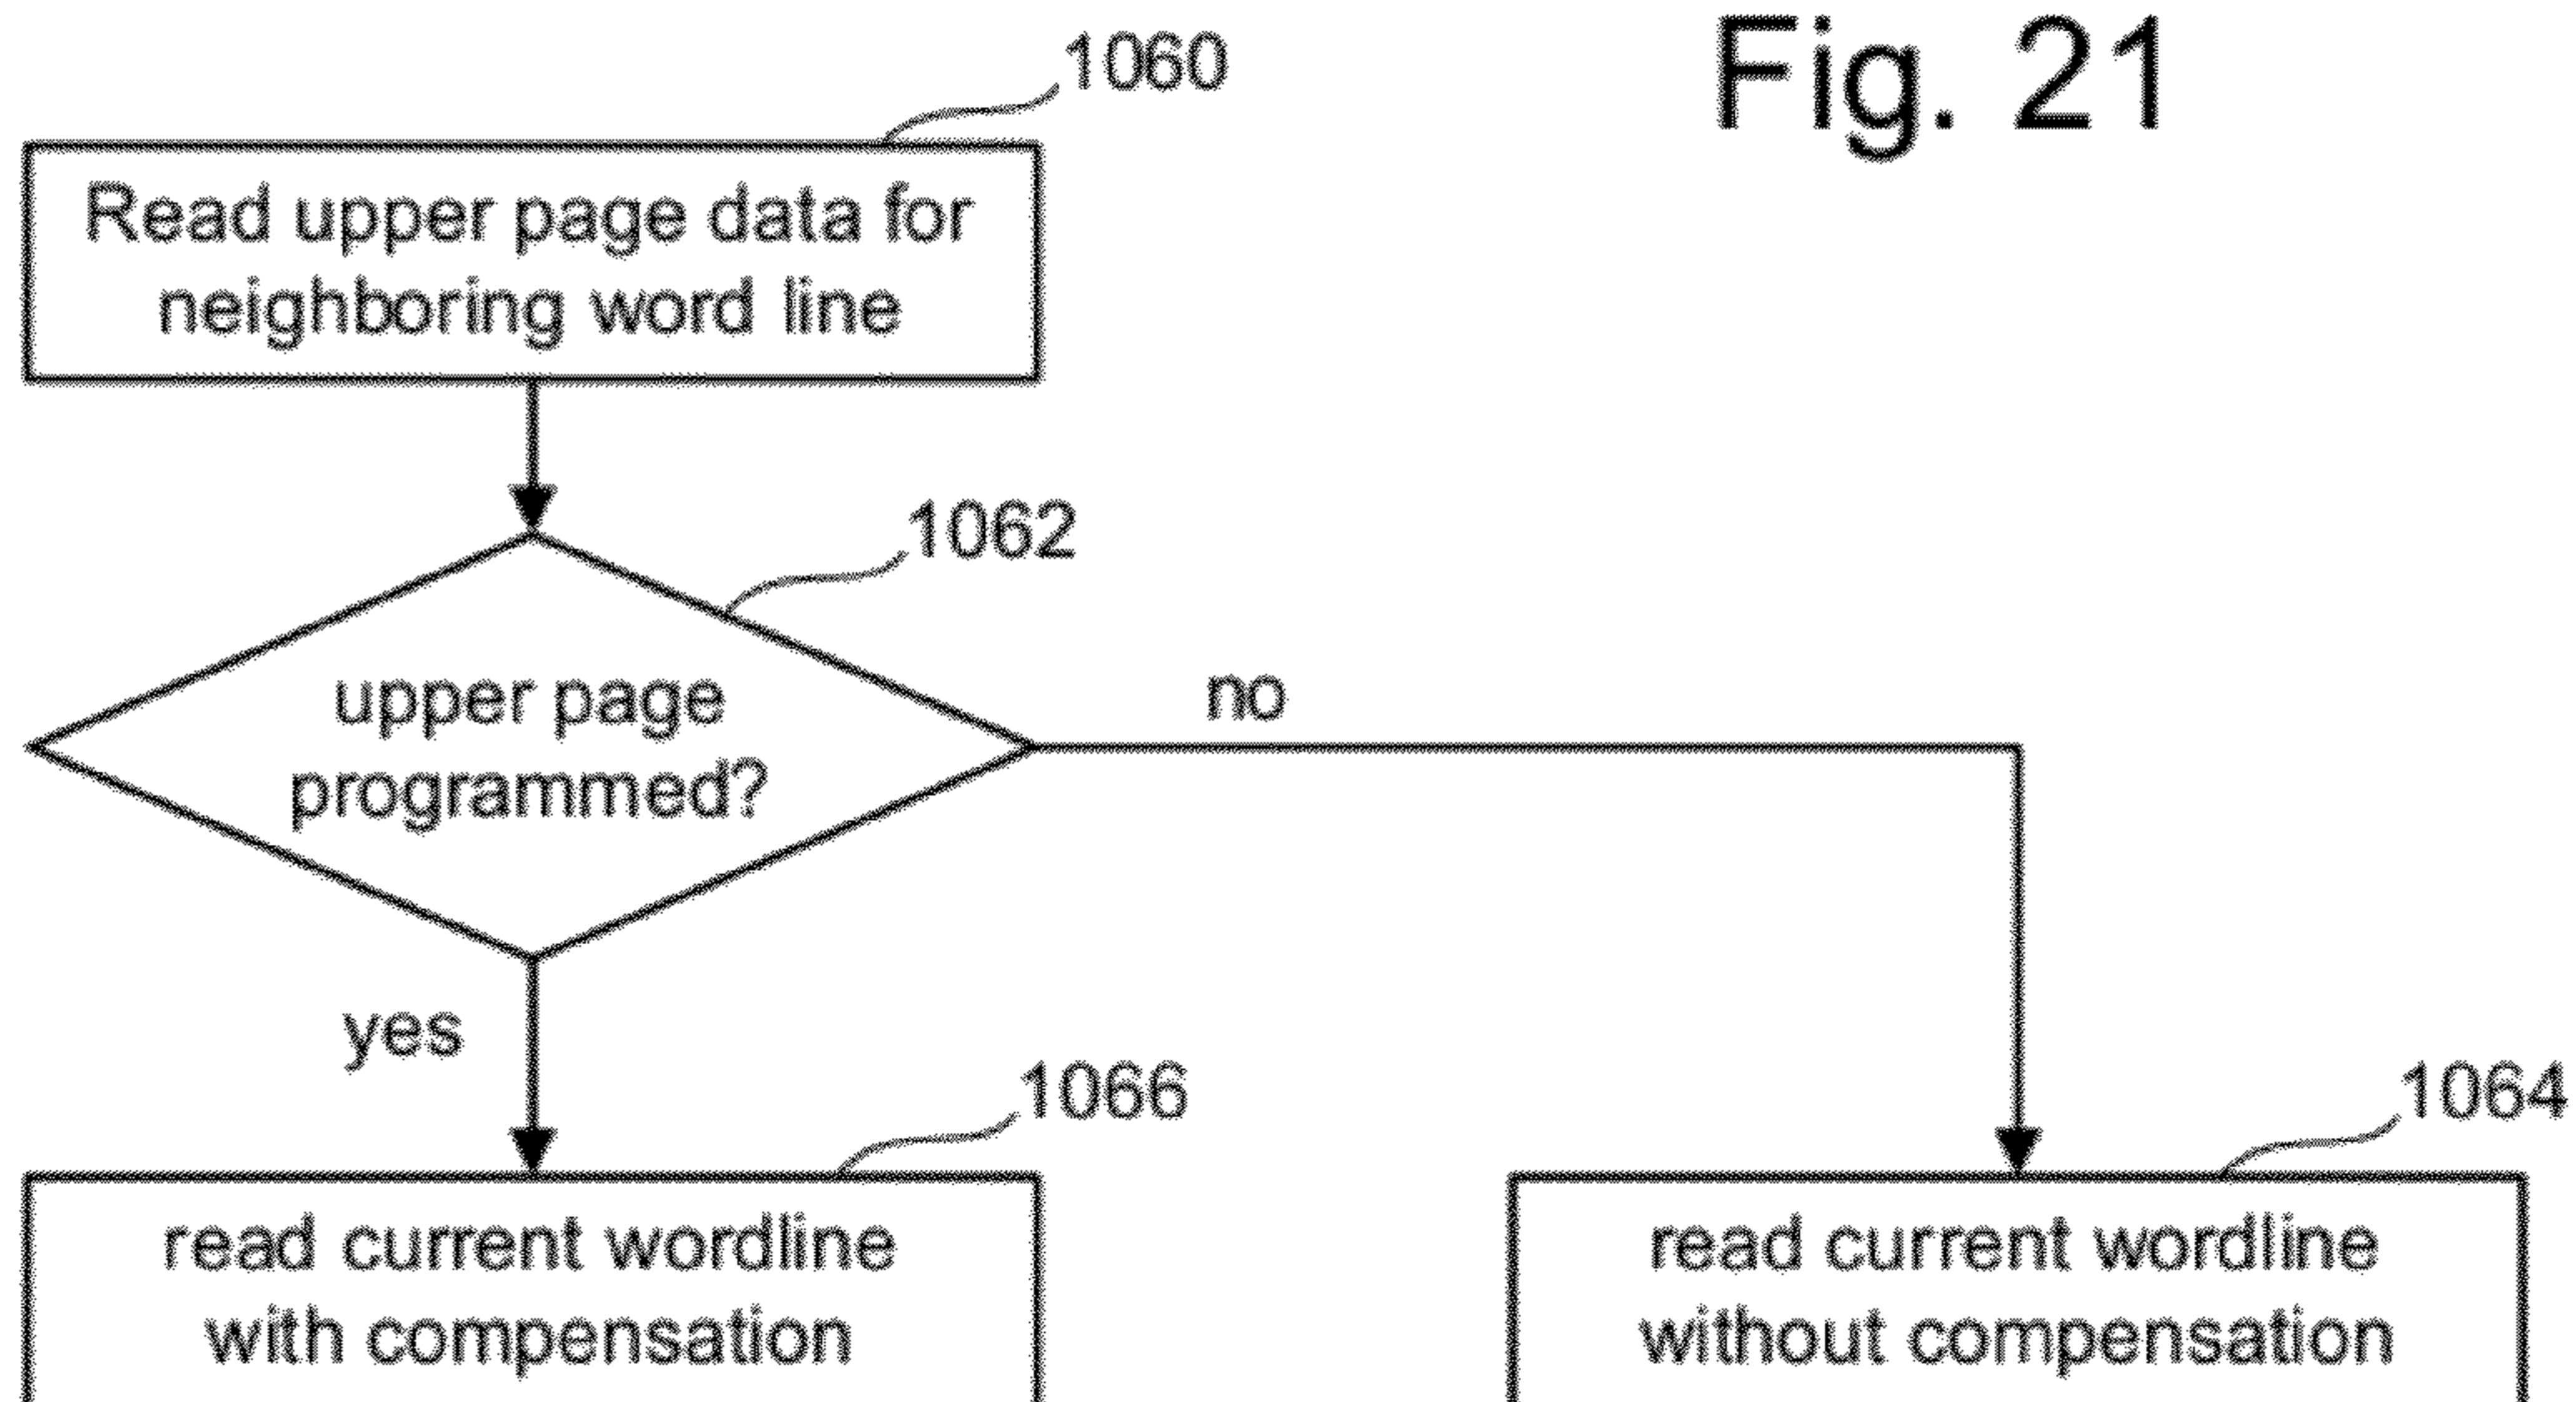 Fig. 21
1060
Read upper page data for
neighboring word line
1062
upper page
programmed?
no
yes
1066
1064
read current wordline
with compensation
read current wordline
without compensation